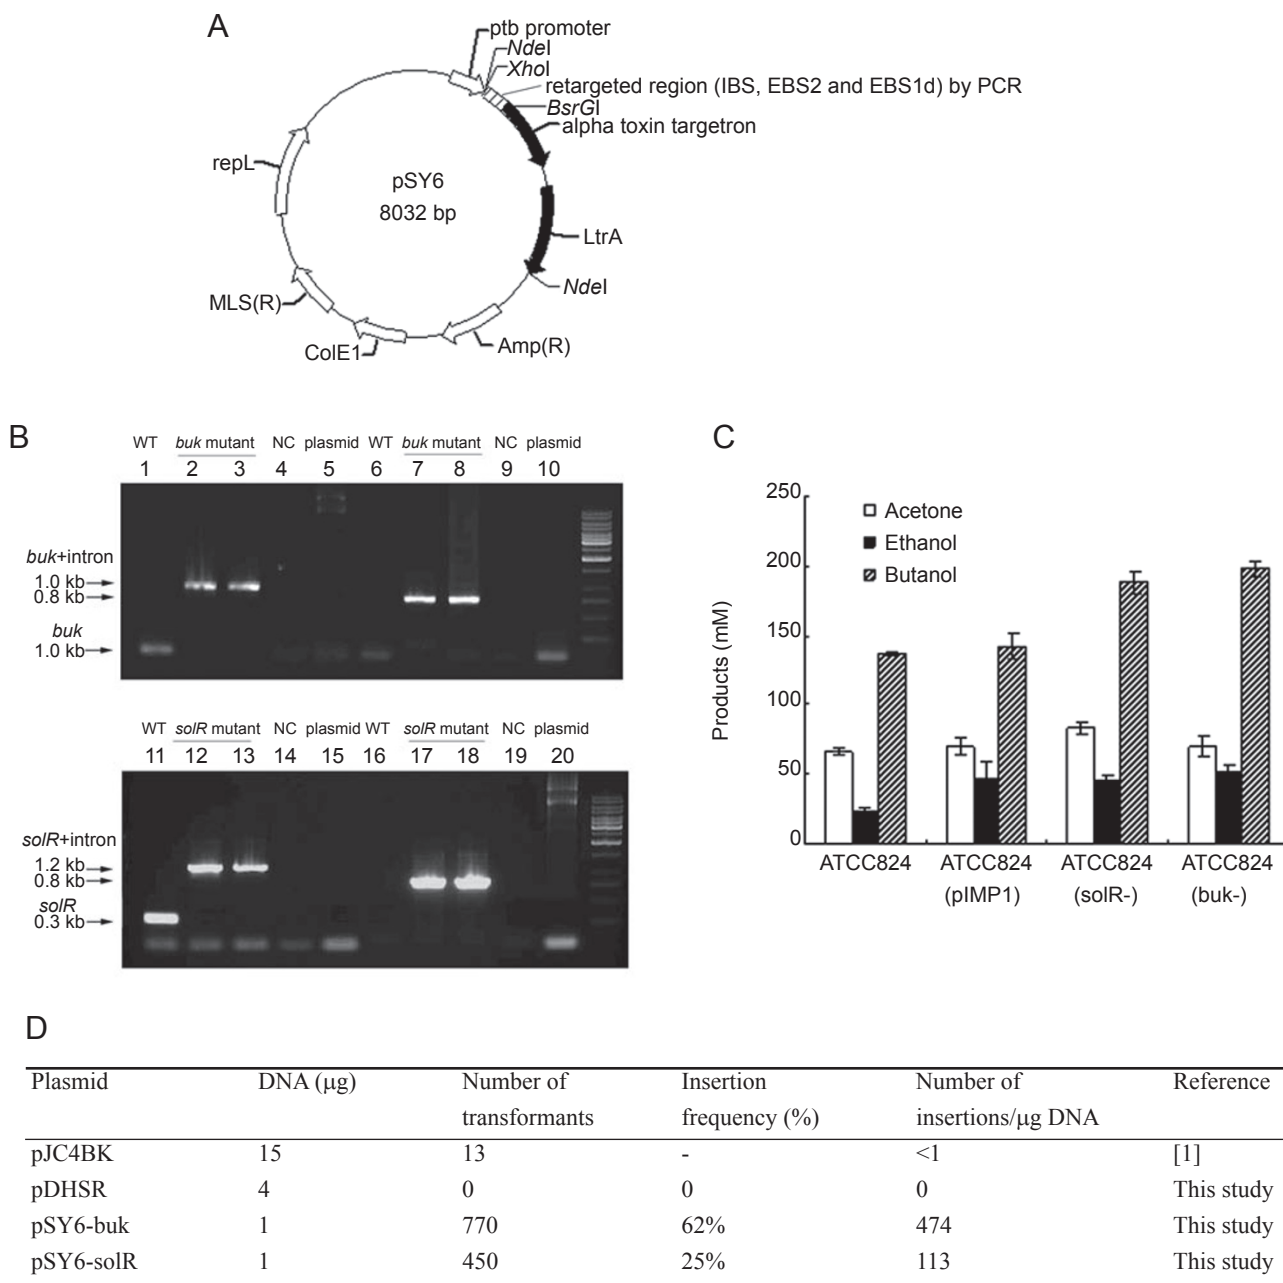 A
ptb promoter
NdeI
XhoI
retargeted region (IBS, EBS2 and EBS1d) by PCR
BsrGI
alpha toxin targetron
repL
pSY6
8032 bp
LtrA
NdeI
MLS(R)
ColE1
Amp(R)
B
WT buk mutant NC plasmid WT buk mutant NC plasmid
1 2 3 4 5 6 7 8 9 10
buk+intron
1.0 kb
0.8 kb
buk
1.0 kb
WT solR mutant NC plasmid WT solR mutant NC plasmid
11 12 13 14 15 16 17 18 19 20
solR+intron
1.2 kb
0.8 kb
solR
0.3 kb
C
Products (mM)
250
200
150
100
50
0
Acetone
Ethanol
Butanol
ATCC824 ATCC824 ATCC824 ATCC824
(pIMP1) (solR-) (buk-)
D
Plasmid DNA (μg) Number of Insertion Number of Reference
transformants frequency (%) insertions/μg DNA
pJC4BK 15 13 - <1 [1]
pDHSR 4 0 0 0 This study
pSY6-buk 1 770 62% 474 This study
pSY6-solR 1 450 25% 113 This study